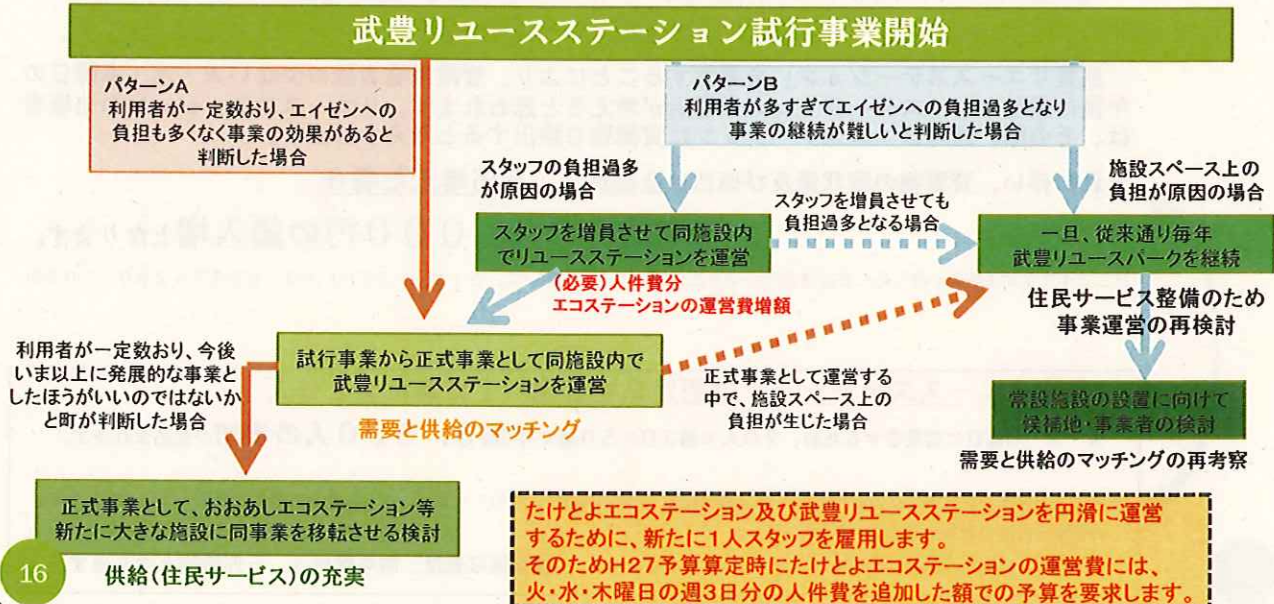 武豊リユースステーション試行事業開始
パターンA
利用者が一定数おり、エイゼンへの
負担も多くなく事業の効果があると
判断した場合
パターンB
利用者が多すぎてエイゼンへの負担過多となり
事業の継続が難しいと判断した場合
スタッフの負担過多
が原因の場合
施設スペース上の
負担が原因の場合
スタッフを増員させて同施設内
でリユースステーションを運営
スタッフを増員させても
負担過多となる場合
一旦、従来通り毎年
武豊リユースパークを継続
(必要)人件費分
エコステーションの運営費増額
住民サービス整備のため
事業運営の再検討
利用者が一定数おり、今後
いま以上に発展的な事業と
したほうがいいのではないか
と町が判断した場合
試行事業から正式事業として同施設内で
武豊リユースステーションを運営
需要と供給のマッチング
正式事業として運営する
中で、施設スペース上の
負担が生じた場合
常設施設の設置に向けて
候補地・事業者の検討
需要と供給のマッチングの再考察
正式事業として、おおあしエコステーション等
新たに大きな施設に同事業を移転させる検討
供給(住民サービス)の充実
たけとよエコステーション及び武豊リユースステーションを円滑に運営
するために、新たに1人スタッフを雇用します。
そのためH27予算算定時にたけとよエコステーションの運営費には、
火・水・木曜日の週3日分の人件費を追加した額での予算を要求します。
16